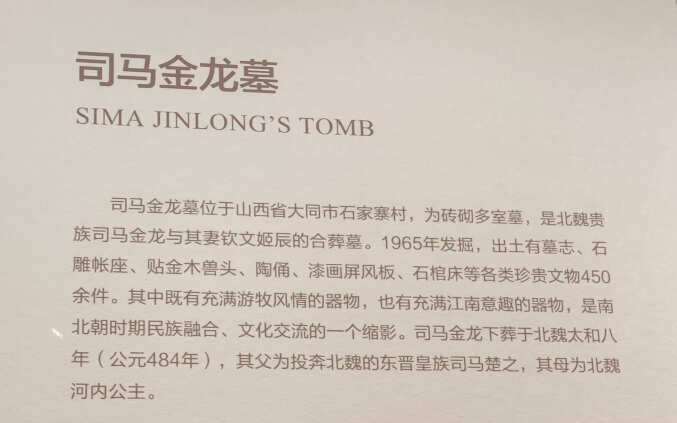 司马金龙墓
SIMA JINLONG'S TOMB
司马金龙墓位于山西省大同市石家寨村，为砖砌多室墓，是北魏贵
族司马金龙与其妻钦文姬辰的合葬墓。1965年发掘，出土有墓志、石
雕帐座、贴金木兽头、陶俑、漆画屏风板、石棺床等各类珍贵文物450
余件。其中既有充满游牧风情的器物，也有充满江南意趣的器物，是南
北朝时期民族融合、文化交流的一个缩影。司马金龙下葬于北魏太和八
年（公元484年），其父为投奔北魏的东晋皇族司马楚之，其母为北魏
河内公主。